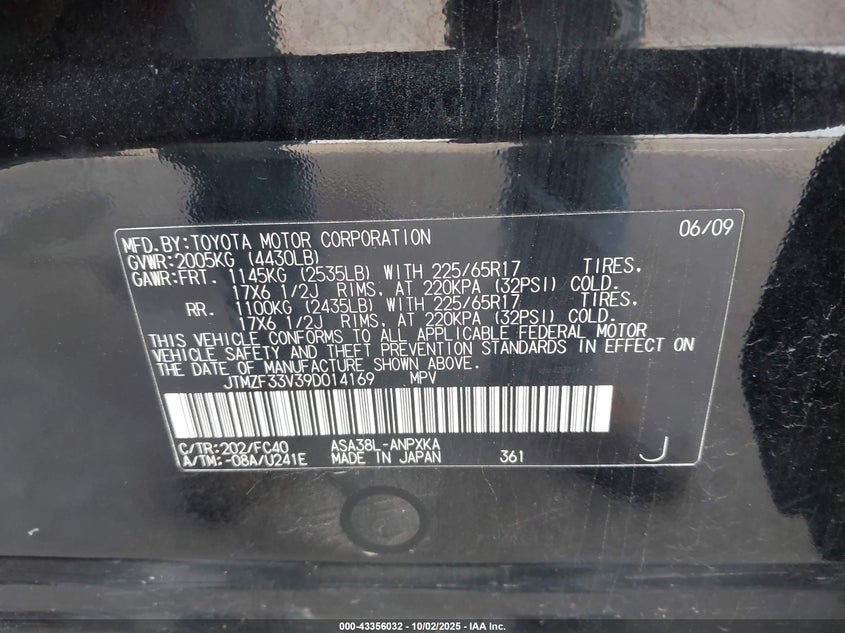 06/09
MFD.BY:TOYOTA MOTOR CORPORATION
GVWR:2005KG (4430LB)
GAWR:FRT. 1145KG (2535LB) WITH 225/65R17 TIRES,
17X6 1/2J RIMS, AT 220KPA (32PSI) COLD.
RR. 1100KG (2435LB) WITH 225/65R17 TIRES,
17X6 1/2J RIMS, AT 220KPA (32PSI) COLD.
THIS VEHICLE CONFORMS TO ALL APPLICABLE FEDERAL MOTOR
VEHICLE SAFETY AND THEFT PREVENTION STANDARDS IN EFFECT ON
THE DATE OF MANUFACTURE SHOWN ABOVE.
JTMZF33V39D014169 MPV
C/TR:202/FC40 ASA38L-ANPXKA
A/TM:-08A/U241E MADE IN JAPAN 361 J
000-43356032 - 10/02/2025 - IAA Inc.